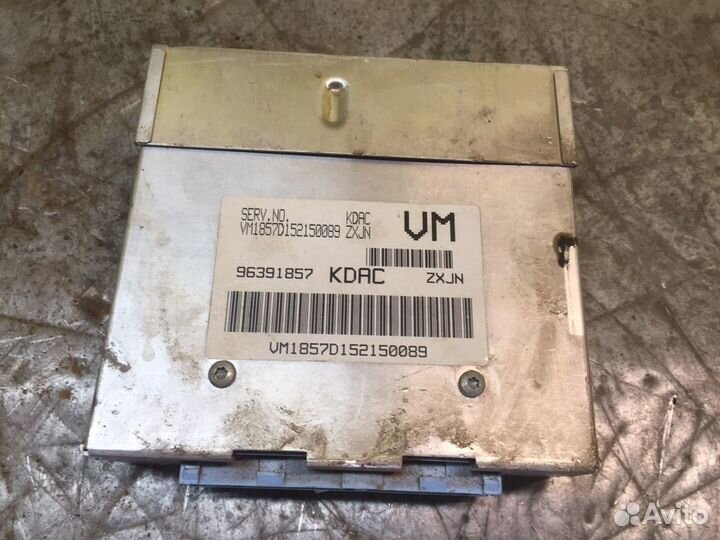 SERV.NO. KDAC VM
VM1857D152150089 ZXJN
96391857 KDAC ZXJN
VM1857D152150089
Avito